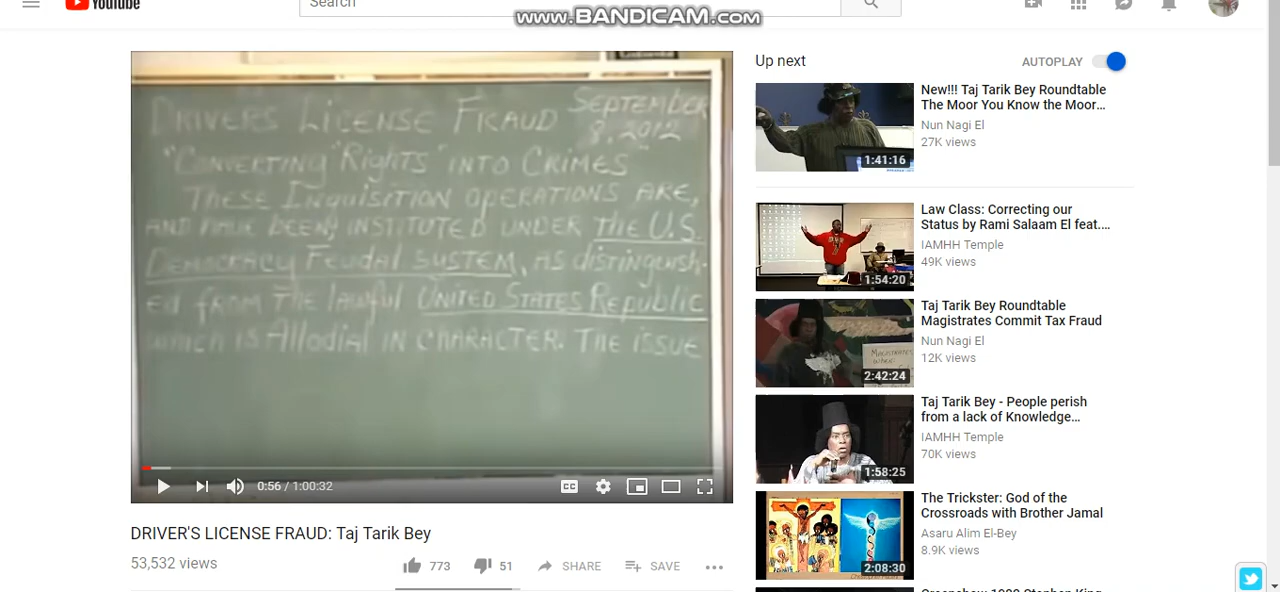 YouTube
Search
www.BANDICAM.com
DRIVER'S LICENSE FRAUD SEPTEMBER
8, 2012
"CONVERTING "RIGHTS" INTO CRIMES"
THESE INQUISITION OPERATIONS ARE,
AND HAVE BEEN, INSTITUTED UNDER THE U.S.
DEMOCRACY FEUDAL SYSTEM, AS distinguish-
ED FROM THE lawful UNITED STATES REPUBLIC
WHICH IS Allodial IN CHARACTER. THE ISSUE
0:56 / 1:00:32
CC
DRIVER'S LICENSE FRAUD: Taj Tarik Bey
53,532 views
773
51
SHARE
SAVE
Up next
AUTOPLAY
New!!! Taj Tarik Bey Roundtable
The Moor You Know the Moor...
Nun Nagi El
27K views
1:41:16
Law Class: Correcting our
Status by Rami Salaam El feat....
IAMHH Temple
49K views
1:54:20
Taj Tarik Bey Roundtable
Magistrates Commit Tax Fraud
Nun Nagi El
12K views
MAGISTRATES
2:42:24
Taj Tarik Bey - People perish
from a lack of Knowledge...
IAMHH Temple
70K views
1:58:25
The Trickster: God of the
Crossroads with Brother Jamal
Asaru Alim El-Bey
8.9K views
2:08:30